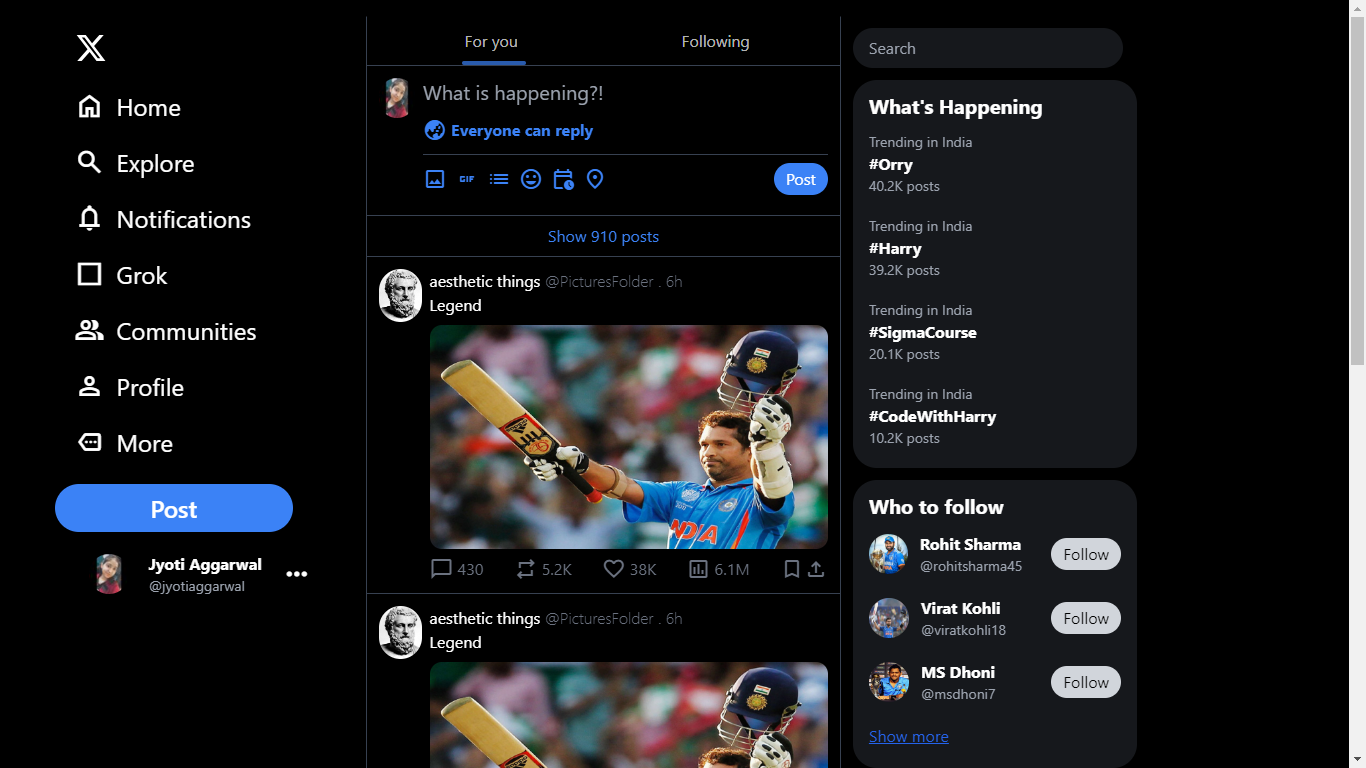 Home
Explore
Notifications
Grok
Communities
Profile
More
Post
Jyoti Aggarwal
@jyotiaggarwal
For you
Following
What is happening?!
Everyone can reply
GIF
Post
Show 910 posts
aesthetic things @PicturesFolder . 6h
Legend
INDIA
430 5.2K 38K 6.1M
aesthetic things @PicturesFolder . 6h
Legend
Search
What's Happening
Trending in India
#Orry
40.2K posts
Trending in India
#Harry
39.2K posts
Trending in India
#SigmaCourse
20.1K posts
Trending in India
#CodeWithHarry
10.2K posts
Who to follow
Rohit Sharma
@rohitsharma45
Follow
Virat Kohli
@viratkohli18
Follow
MS Dhoni
@msdhoni7
Follow
Show more